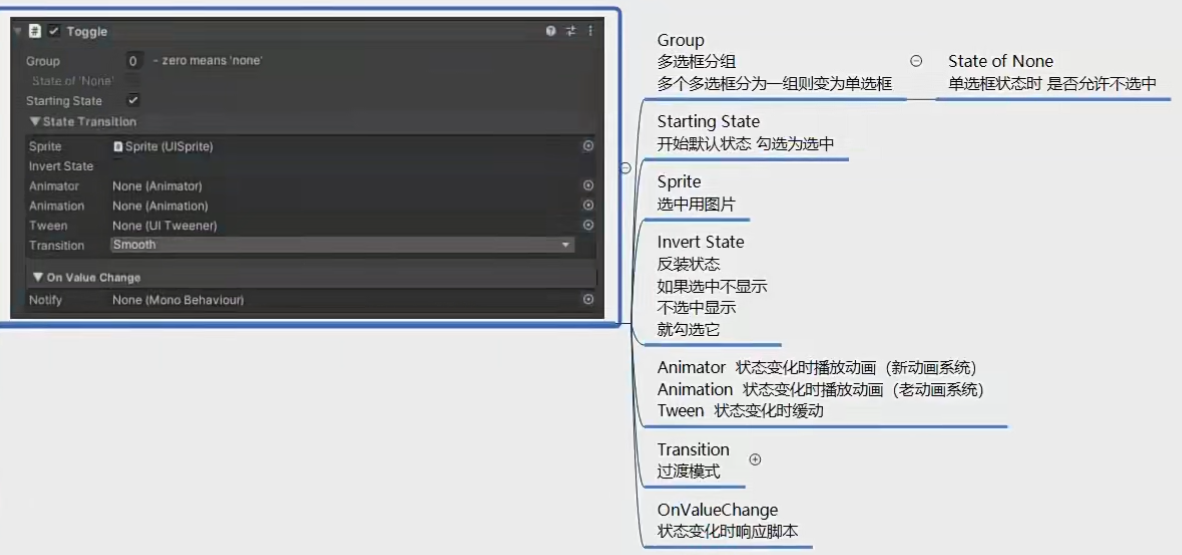 Toggle
Group 0 - zero means 'none'
State of 'None'
Starting State
State Transition
Sprite Sprite (UISprite)
Invert State
Animator None (Animator)
Animation None (Animation)
Tween None (UI Tweener)
Transition Smooth
On Value Change
Notify None (Mono Behaviour)
Group
多选框分组
多个多选框分为一组则变为单选框
State of None
单选框状态时 是否允许不选中
Starting State
开始默认状态 勾选为选中
Sprite
选中用图片
Invert State
反装状态
如果选中不显示
不选中显示
就勾选它
Animator 状态变化时播放动画（新动画系统）
Animation 状态变化时播放动画（老动画系统）
Tween 状态变化时缓动
Transition
过渡模式
OnValueChange
状态变化时响应脚本